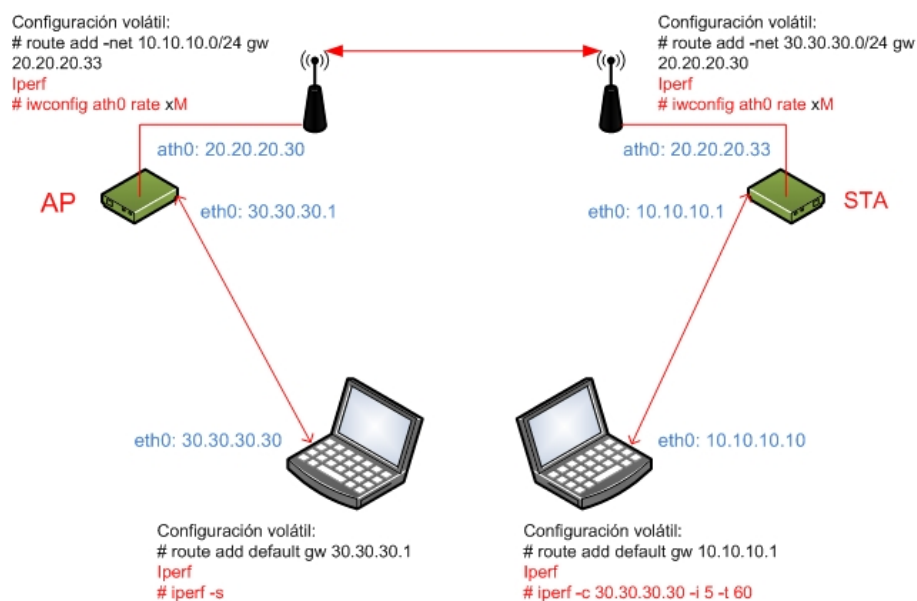 Configuración volátil:
# route add -net 10.10.10.0/24 gw
20.20.20.33
Iperf
# iwconfig ath0 rate xM
Configuración volátil:
# route add -net 30.30.30.0/24 gw
20.20.20.30
Iperf
# iwconfig ath0 rate xM
ath0: 20.20.20.30
ath0: 20.20.20.33
AP
eth0: 30.30.30.1
eth0: 10.10.10.1
STA
eth0: 30.30.30.30
eth0: 10.10.10.10
Configuración volátil:
# route add default gw 30.30.30.1
Iperf
# iperf -s
Configuración volátil:
# route add default gw 10.10.10.1
Iperf
# iperf -c 30.30.30.30 -i 5 -t 60